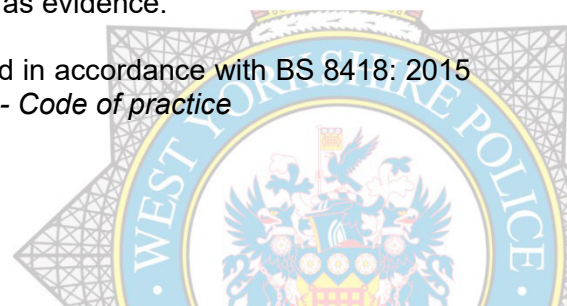 as evidence.
d in accordance with BS 8418: 2015
- Code of practice
WEST YORKSHIRE POLICE